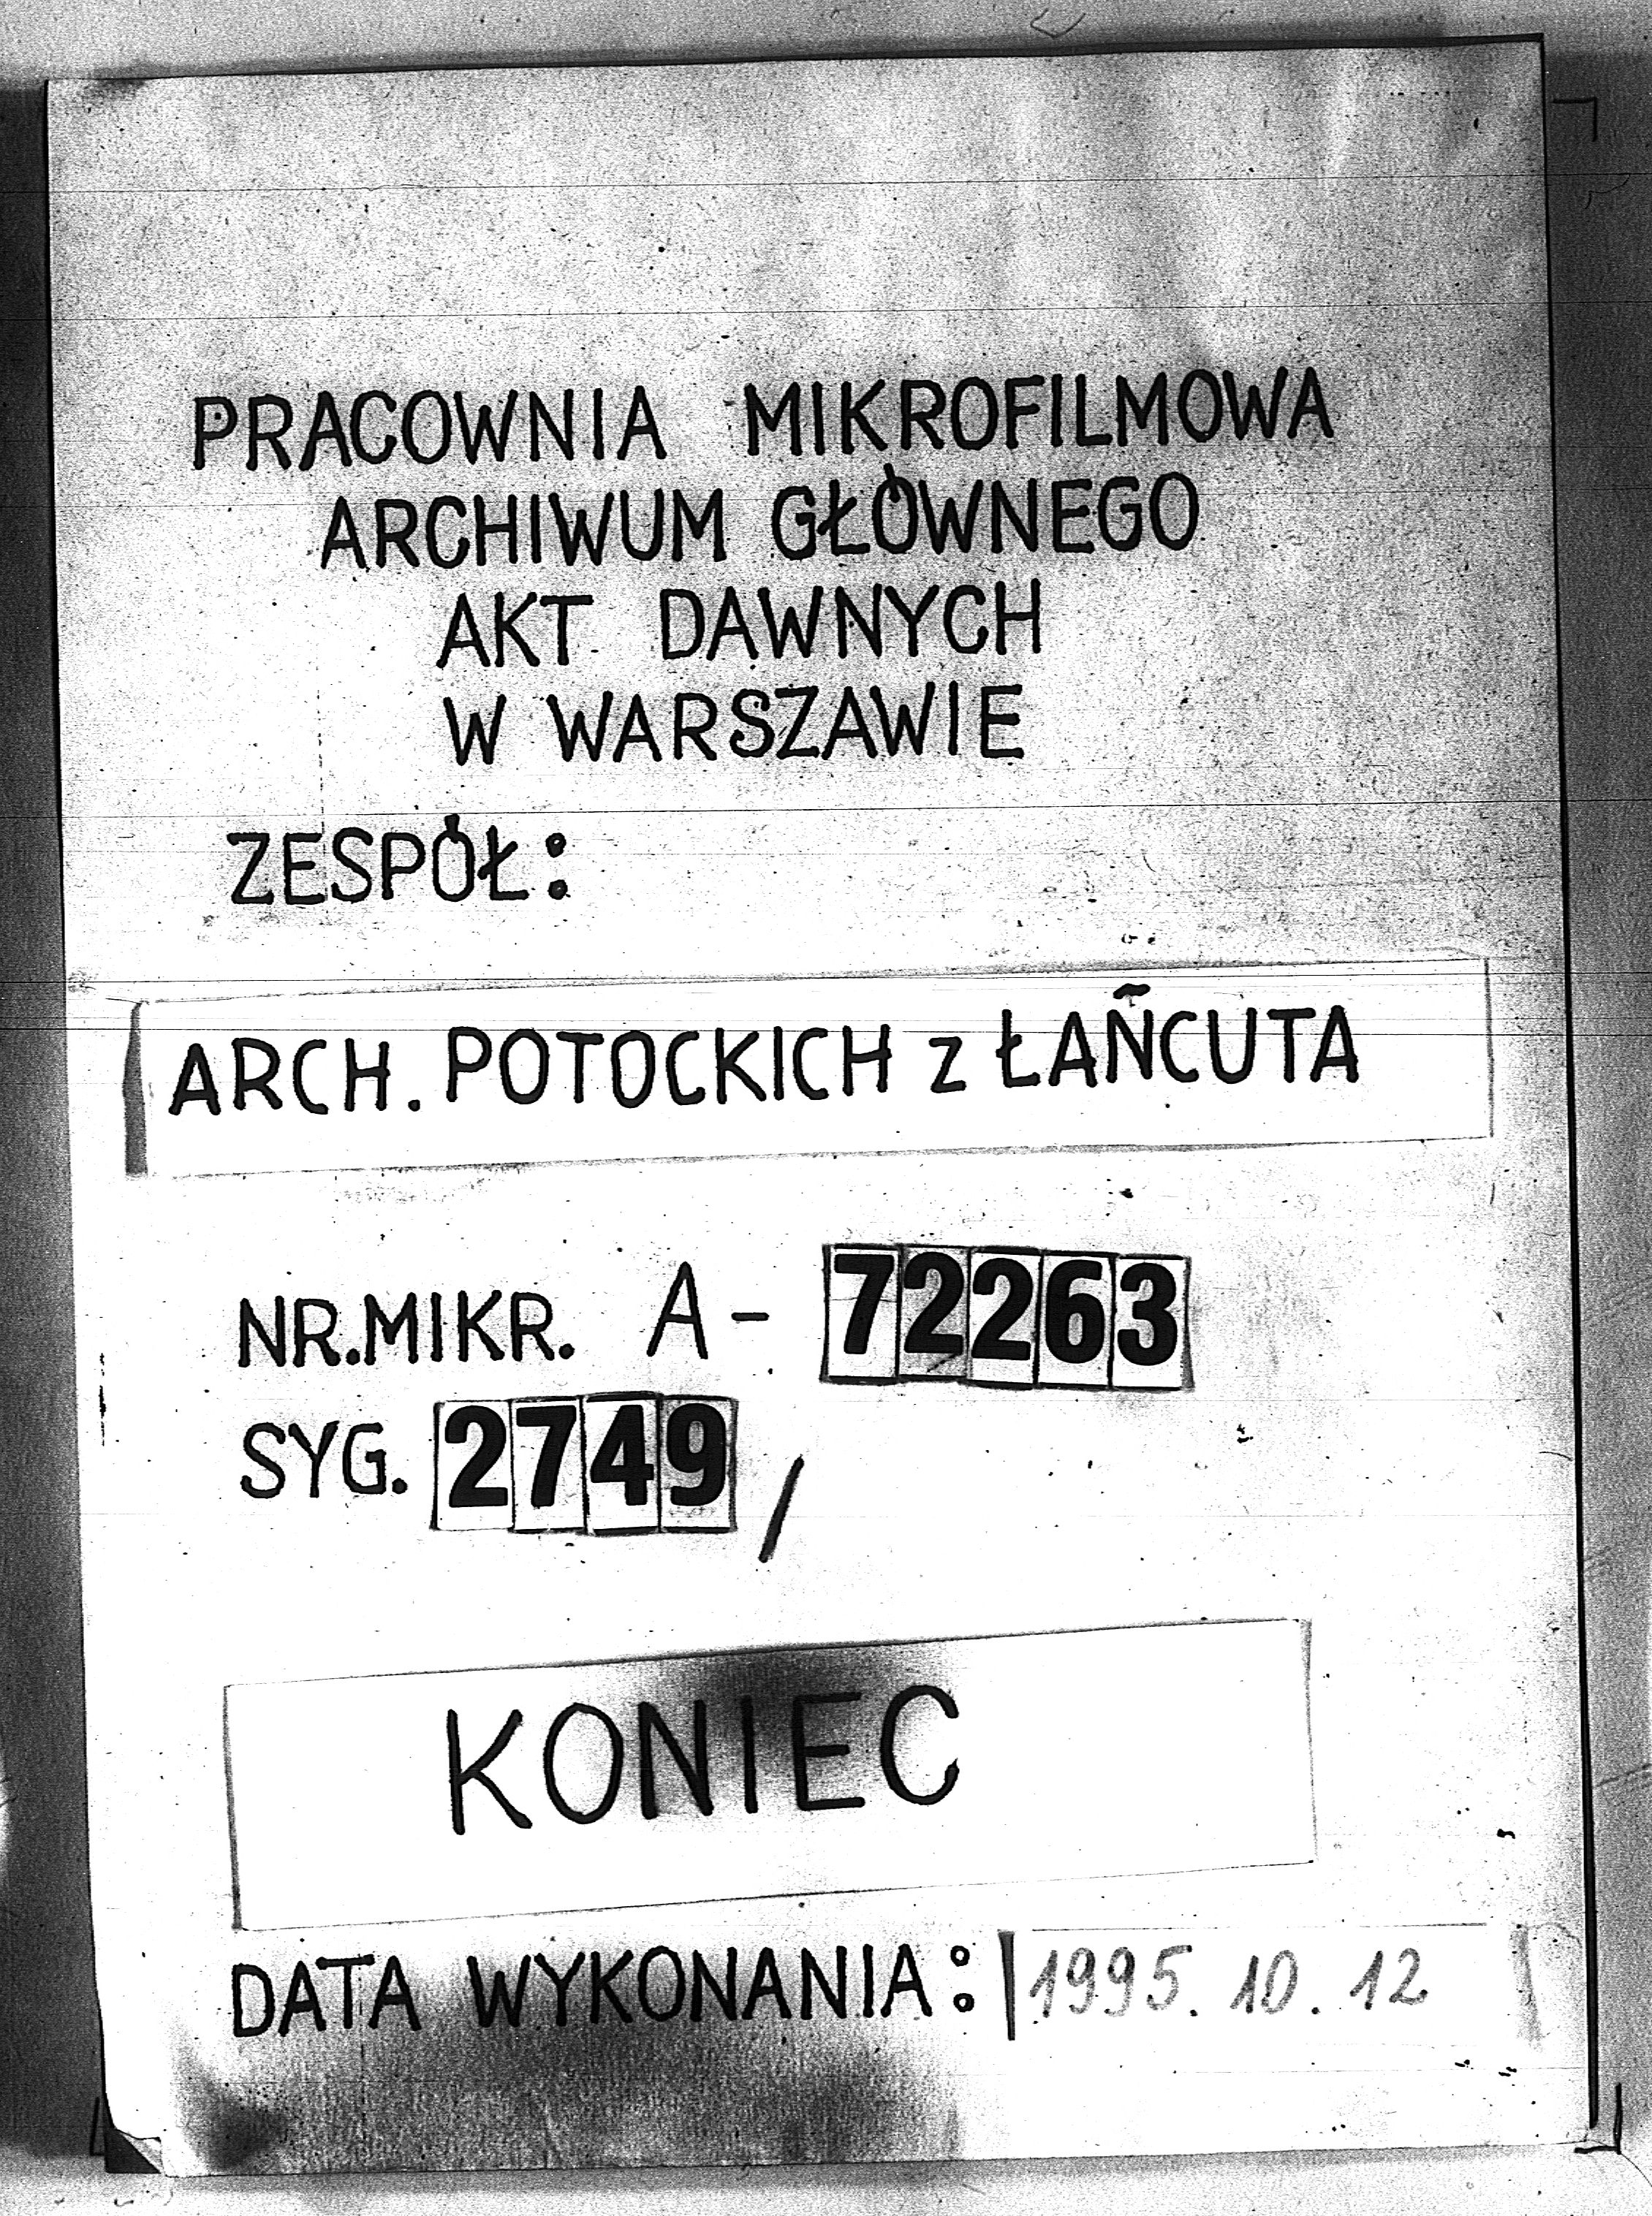 PRACOWNIA MIKROFILMOWA
ARCHIWUM GŁÓWNEGO
AKT DAWNYCH
W WARSZAWIE
ZESPÓŁ:
ARCH. POTOCKICH z ŁAŃCUTA
NR.MIKR. A- 72263
SYG. 2749,
KONIEC
DATA WYKONANIA: 1995.10.12